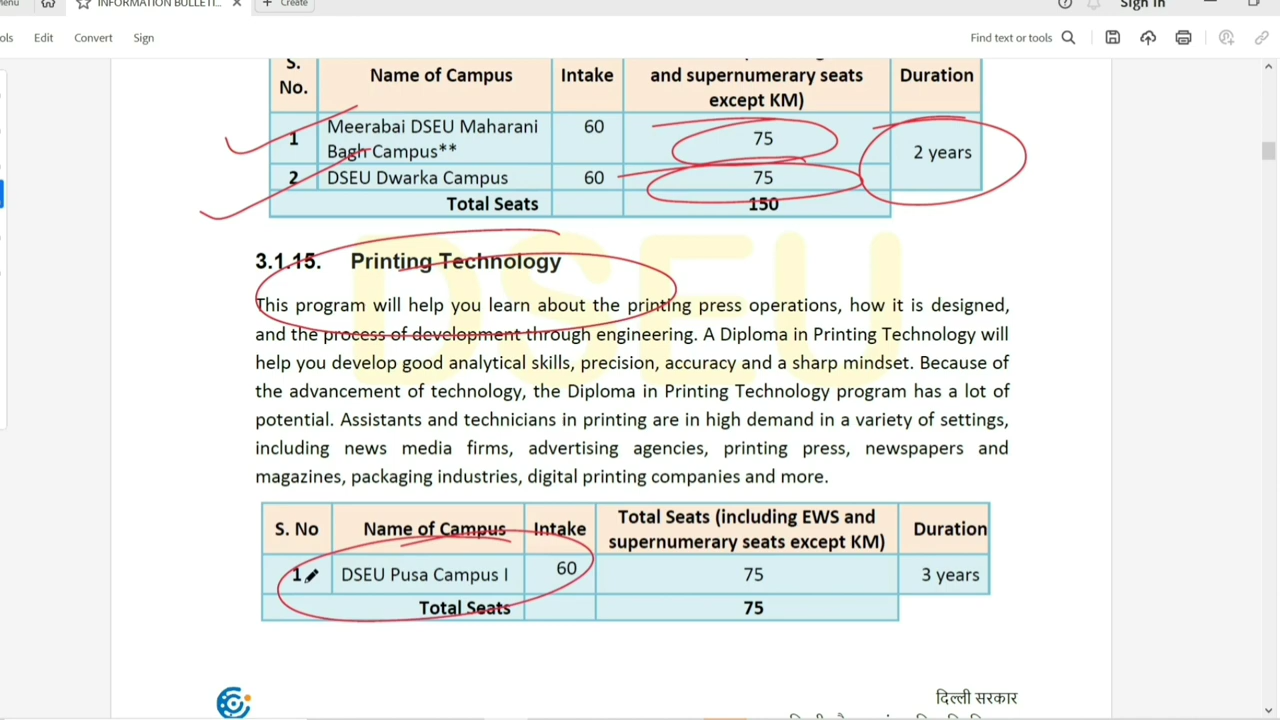 Menu INFORMATION BULLETI... × + Create Sign in
ols Edit Convert Sign Find text or tools
S. No. Name of Campus Intake and supernumerary seats except KM) Duration
1 Meerabai DSEU Maharani Bagh Campus** 60 75 2 years
2 DSEU Dwarka Campus 60 75
Total Seats 150
DSEU
3.1.15. Printing Technology
This program will help you learn about the printing press operations, how it is designed,
and the process of development through engineering. A Diploma in Printing Technology will
help you develop good analytical skills, precision, accuracy and a sharp mindset. Because of
the advancement of technology, the Diploma in Printing Technology program has a lot of
potential. Assistants and technicians in printing are in high demand in a variety of settings,
including news media firms, advertising agencies, printing press, newspapers and
magazines, packaging industries, digital printing companies and more.
S. No Name of Campus Intake Total Seats (including EWS and supernumerary seats except KM) Duration
1 DSEU Pusa Campus I 60 75 3 years
Total Seats 75
दिल्ली सरकार